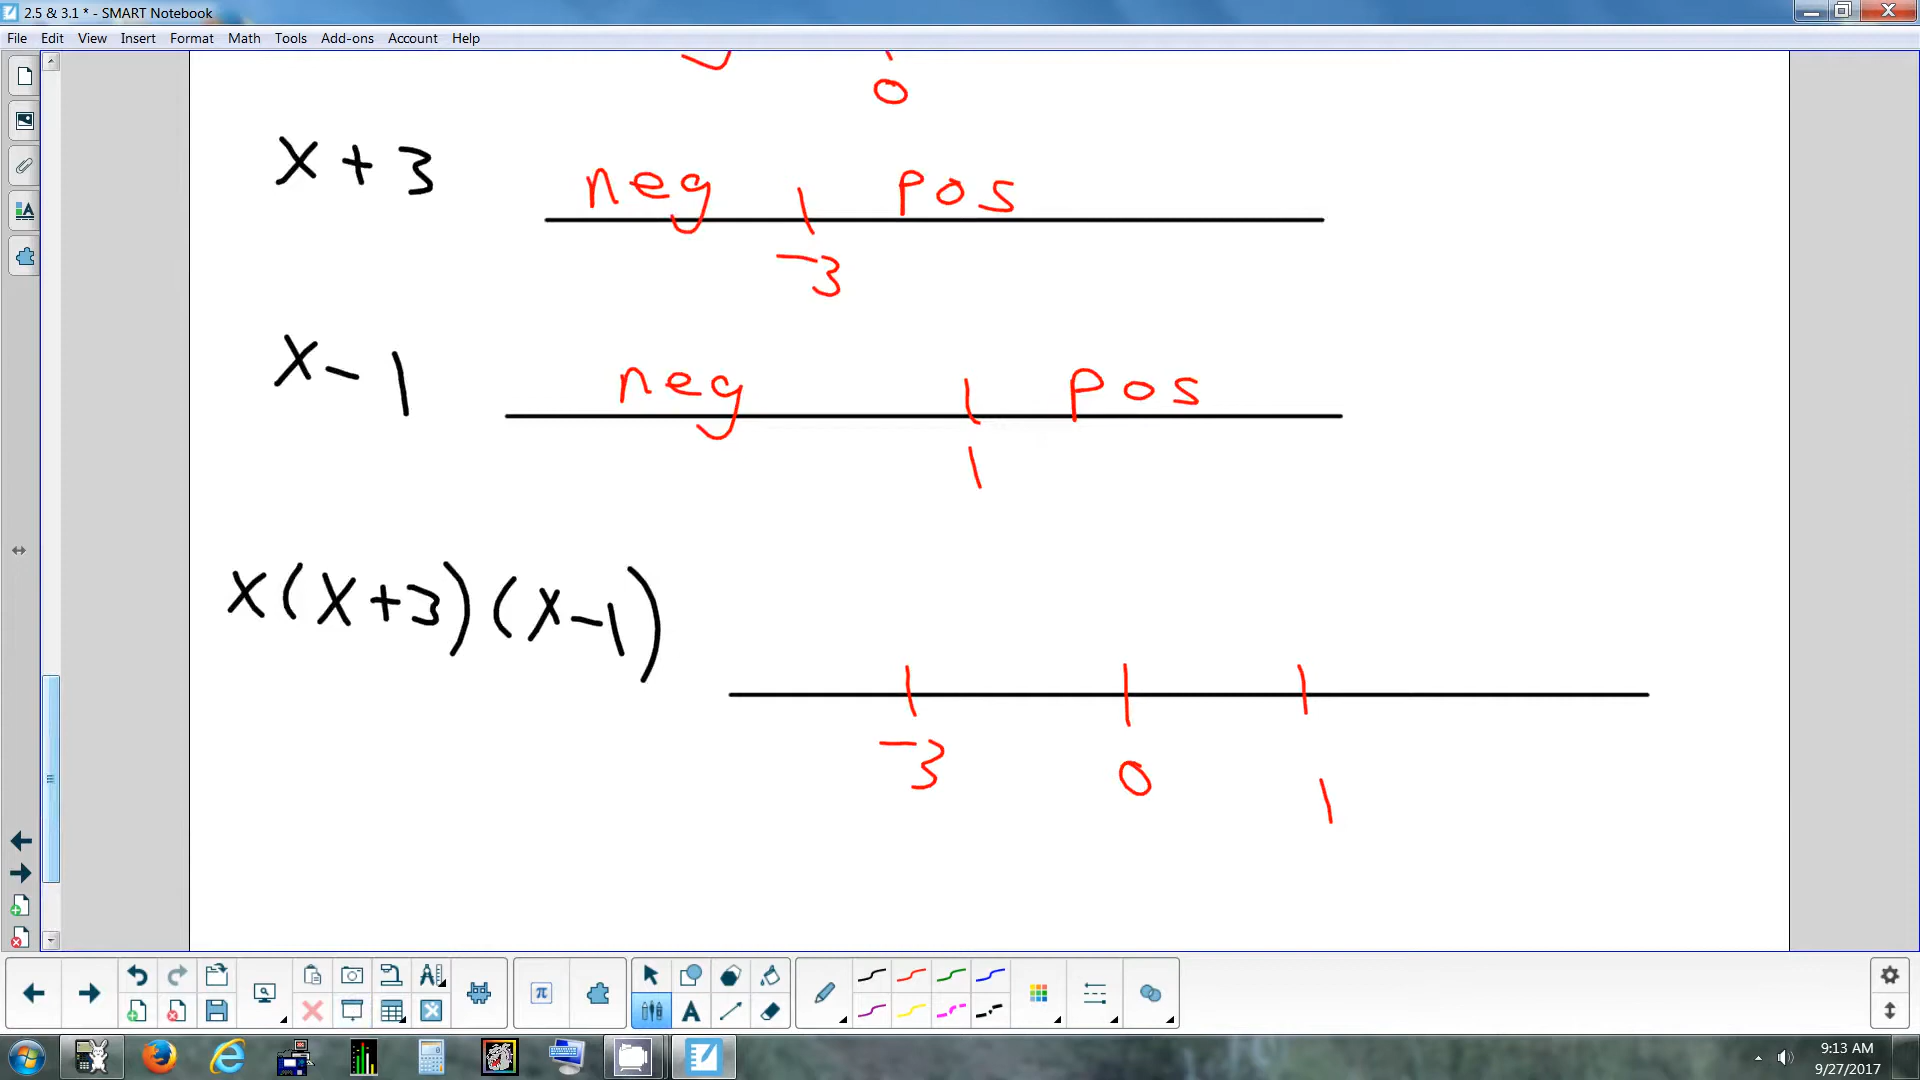 2.5 & 3.1 * - SMART Notebook
File Edit View Insert Format Math Tools Add-ons Account Help
0
x + 3
neg pos
-3
x - 1
neg pos
1
x(x+3)(x-1)
-3 0 1
9:13 AM
9/27/2017